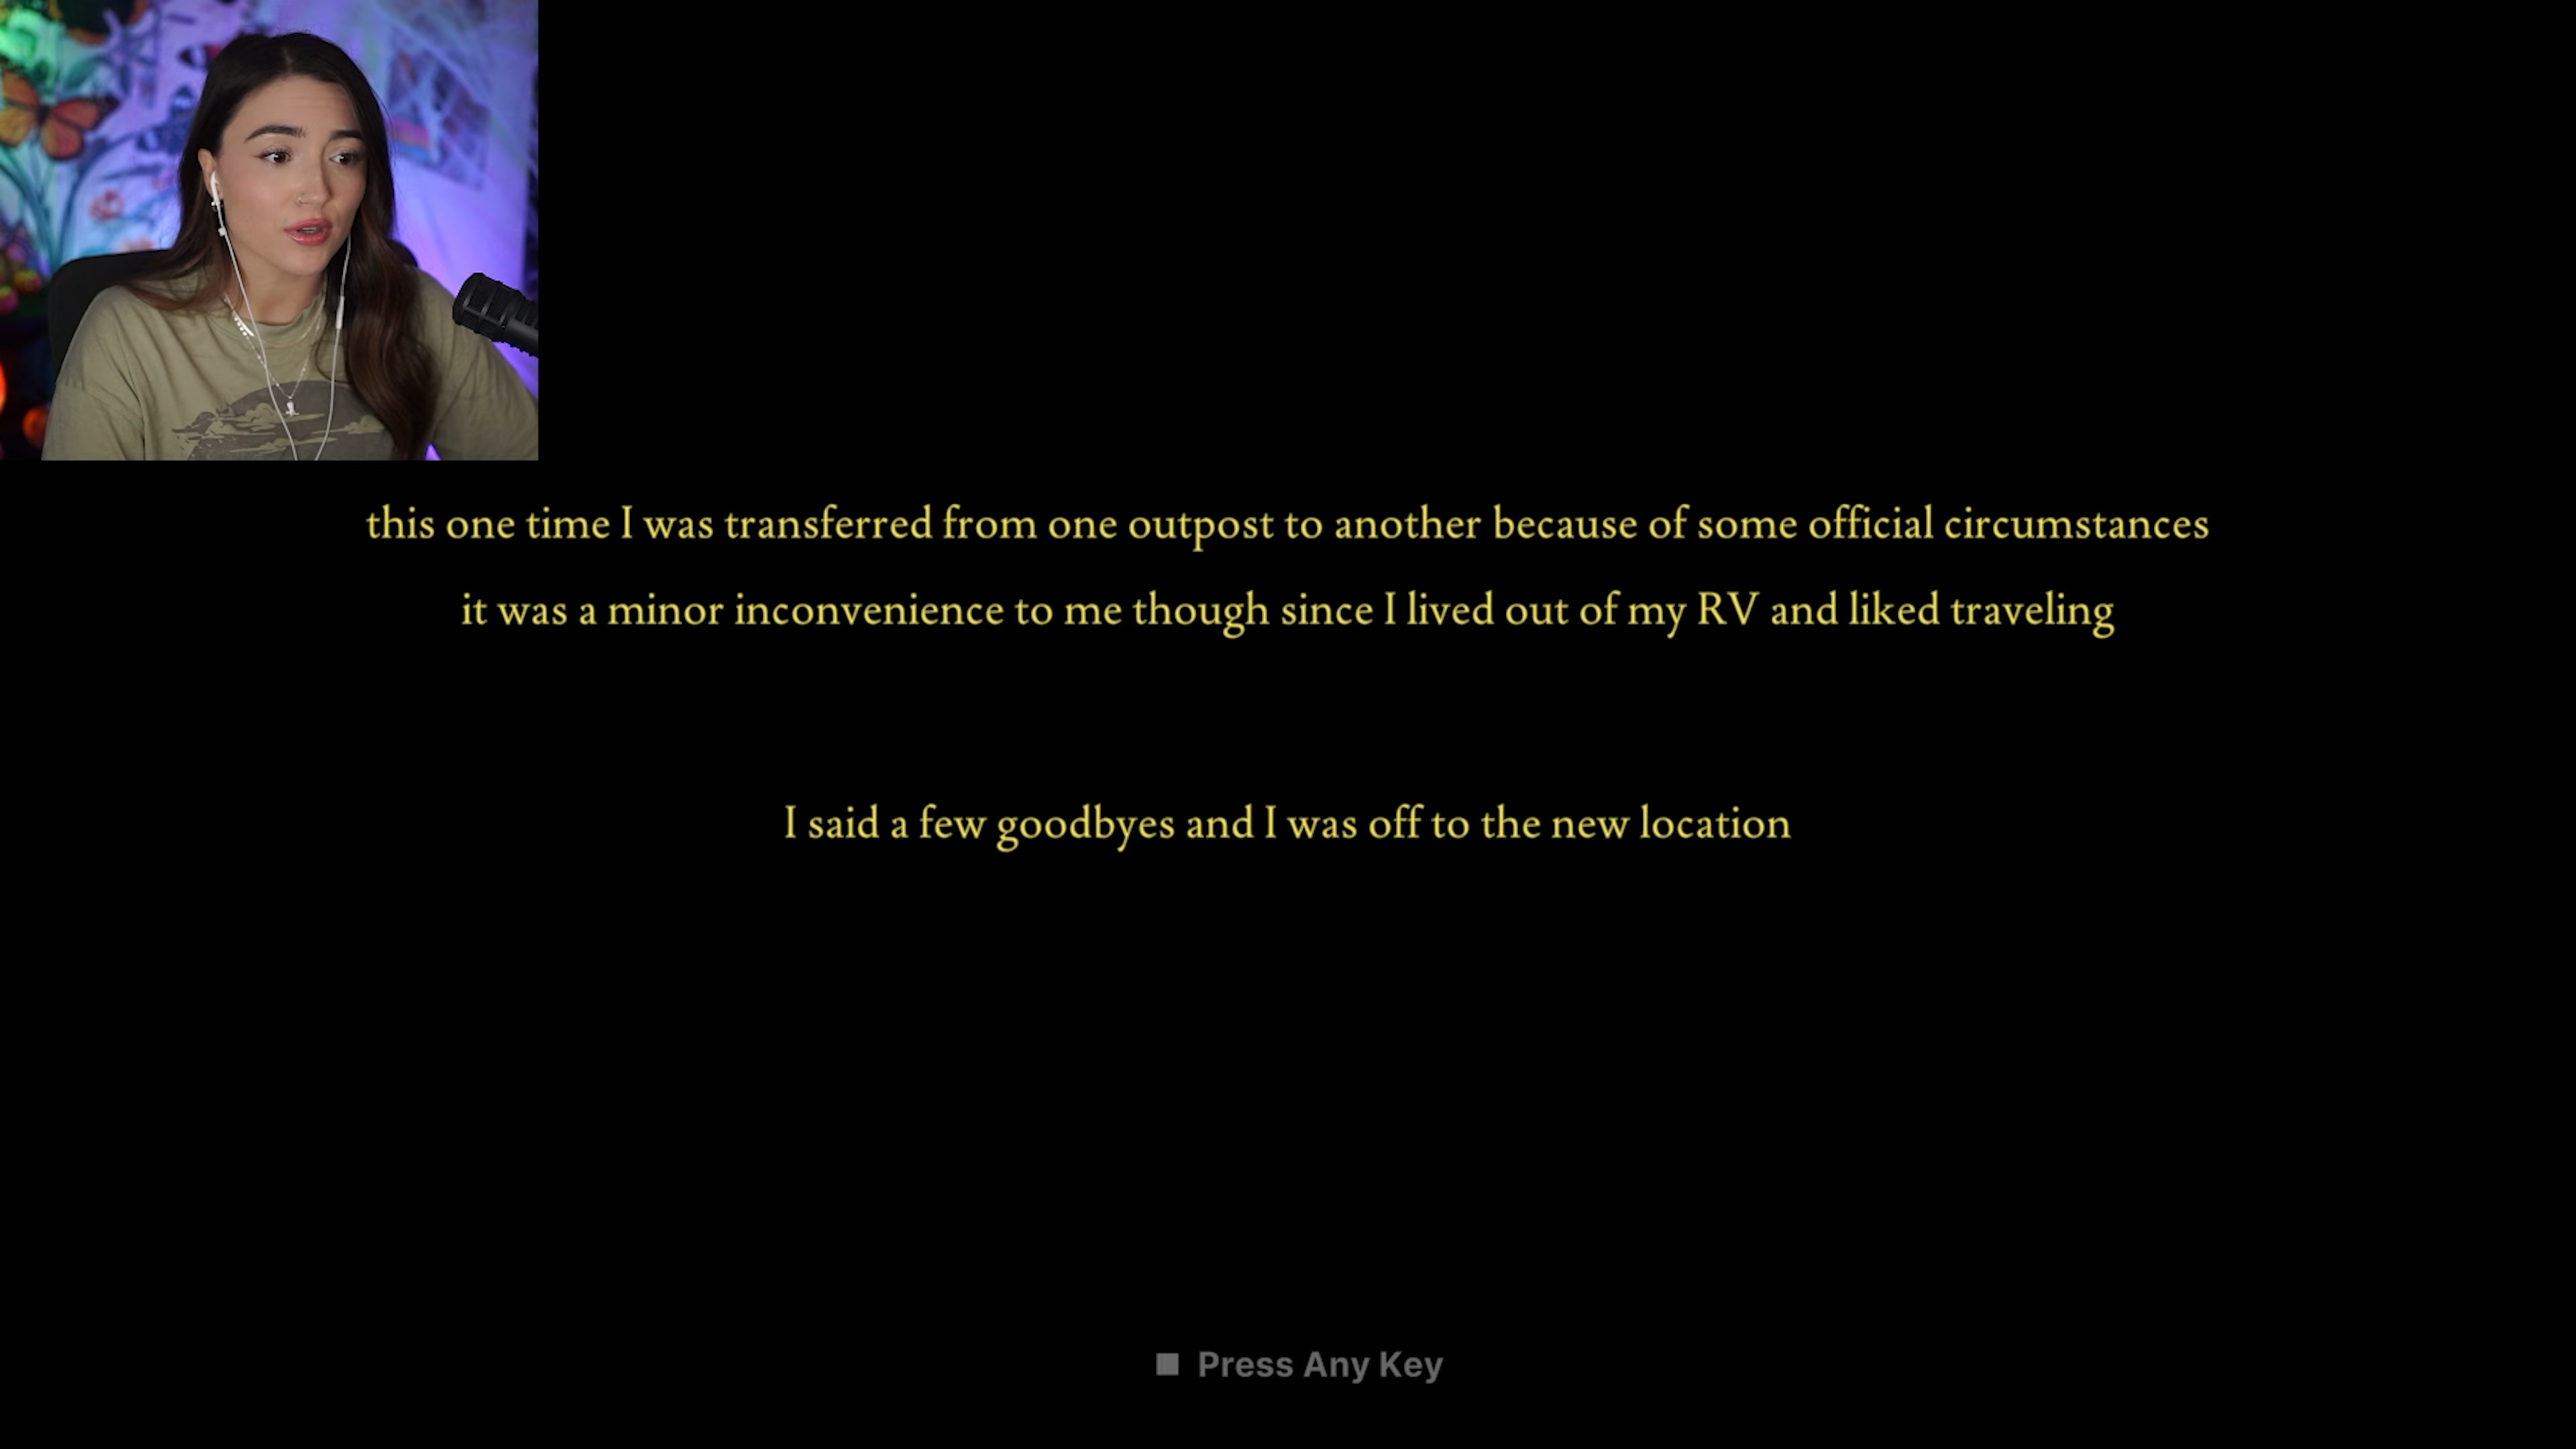 this one time I was transferred from one outpost to another because of some official circumstances
it was a minor inconvenience to me though since I lived out of my RV and liked traveling
I said a few goodbyes and I was off to the new location
Press Any Key